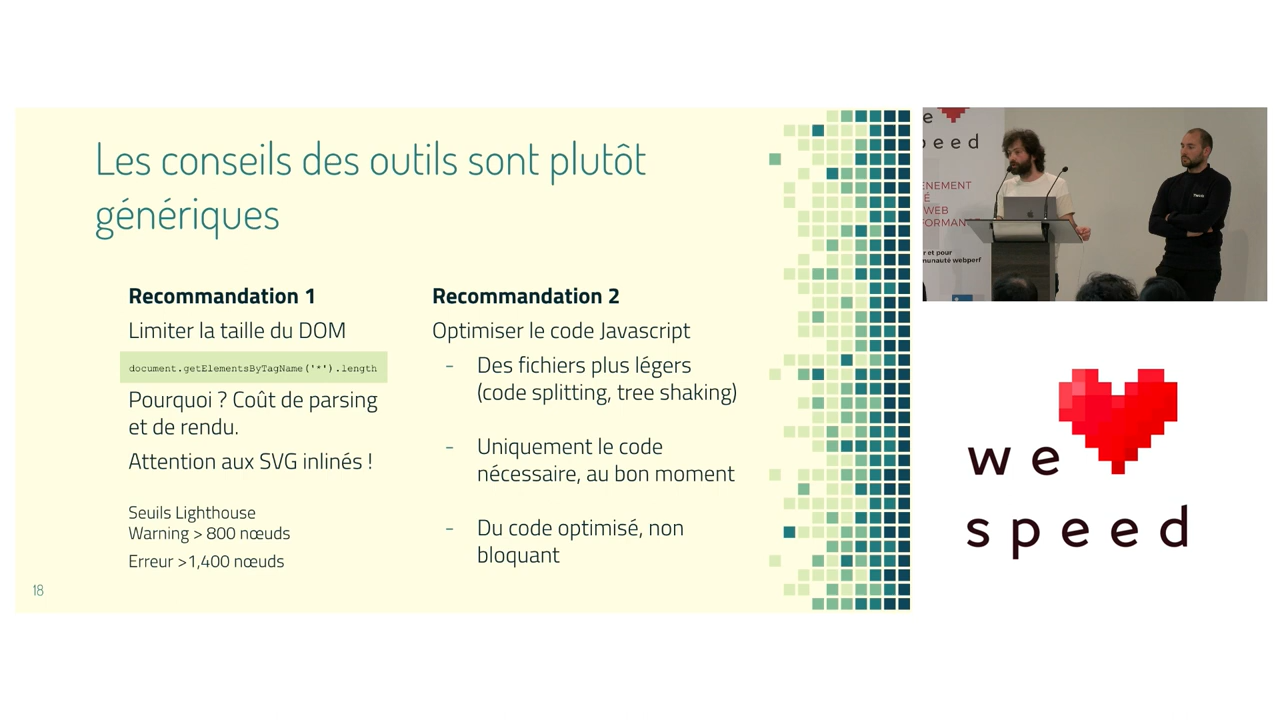 Les conseils des outils sont plutôt
génériques
Recommandation 1
Limiter la taille du DOM
document.getElementsByTagName('*').length
Pourquoi ? Coût de parsing
et de rendu.
Attention aux SVG inlinés !
Seuils Lighthouse
Warning > 800 nœuds
Erreur >1,400 nœuds
Recommandation 2
Optimiser le code Javascript
- Des fichiers plus légers
(code splitting, tree shaking)
- Uniquement le code
nécessaire, au bon moment
- Du code optimisé, non
bloquant
18
we
speed